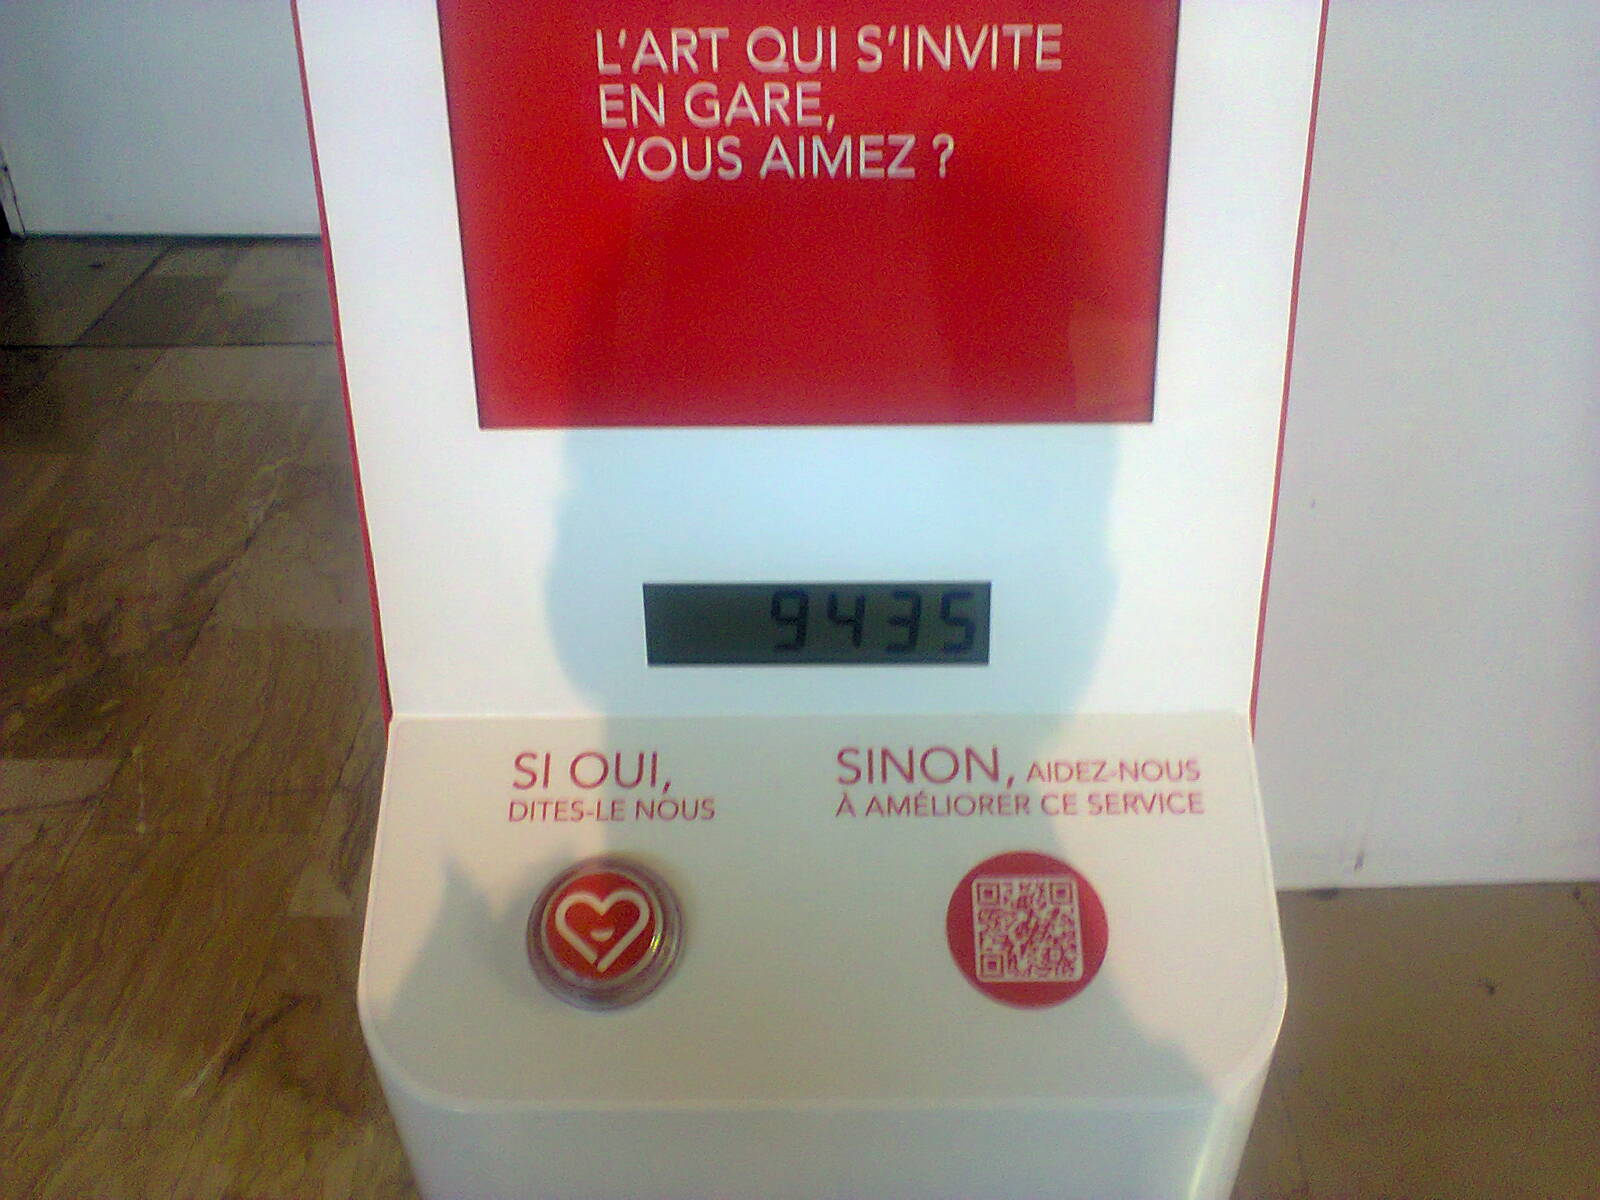 L'ART QUI S'INVITE
EN GARE,
VOUS AIMEZ ?
9435
SI OUI,
DITES-LE NOUS
SINON, AIDEZ-NOUS
À AMÉLIORER CE SERVICE